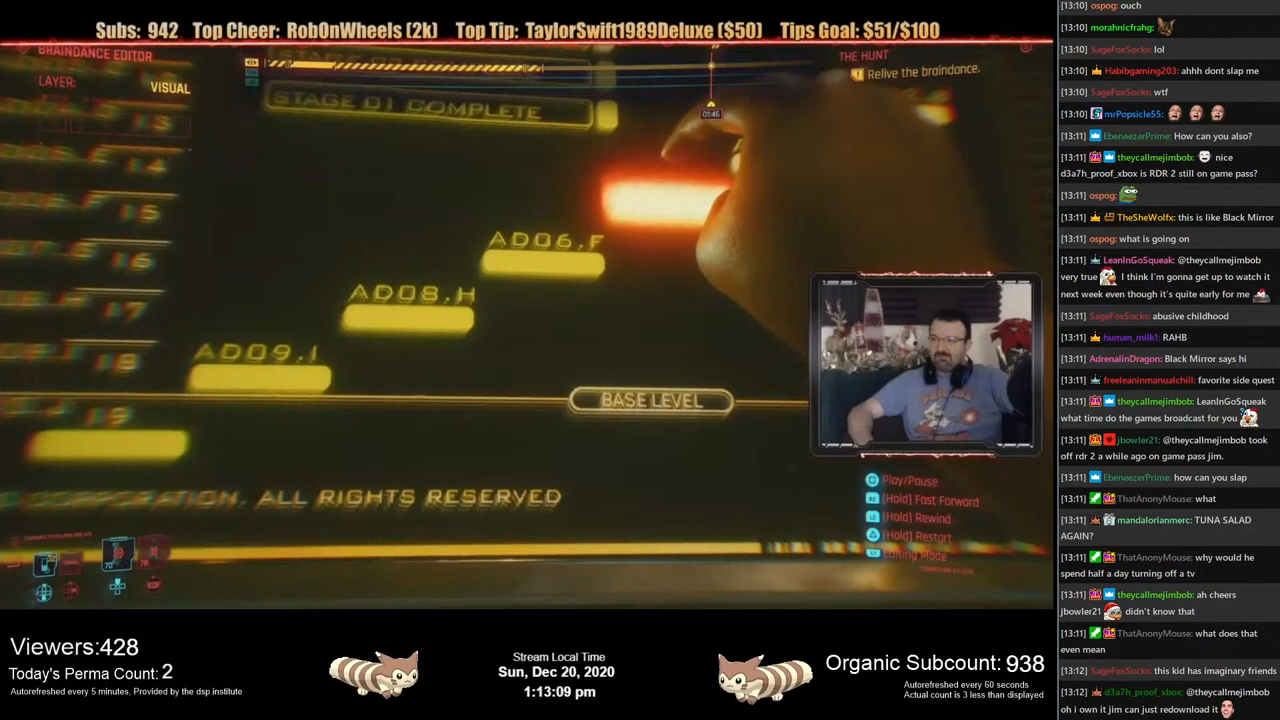 Subs: 942 Top Cheer: RobOnWheels (2k) Top Tip: TaylorSwift1989Deluxe ($50) Tips Goal: $51/$100
BRAINDANCE EDITOR
LAYER:
VISUAL
STAGE 01 COMPLETE
01:46
THE HUNT
Relive the braindance.
14
15
16
17
18
19
AD06.F
AD08.H
AD09.I
BASE LEVEL
CORPORATION. ALL RIGHTS RESERVED
Play/Pause
[Hold] Fast Forward
[Hold] Rewind
[Hold] Restart
Editing Mode
Viewers:428
Today's Perma Count: 2
Autorefreshed every 5 minutes, Provided by the dsp institute
Stream Local Time
Sun, Dec 20, 2020
1:13:09 pm
Organic Subcount: 938
Autorefreshed every 60 seconds
Actual count is 3 less than displayed
[13:10] ospog: ouch
[13:10] morahnicfrahg:
[13:10] SageFoxSocks: lol
[13:10] Habibgaming203: ahhh dont slap me
[13:10] SageFoxSocks: wtf
[13:10] mrPopsicle55:
[13:11] EbeneezerPrime: How can you also?
[13:11] theycallmejimbob: nice
d3a7h_proof_xbox is RDR 2 still on game pass?
[13:11] ospog:
[13:11] TheSheWolfx: this is like Black Mirror
[13:11] ospog: what is going on
[13:11] LeanInGoSqueak: @theycallmejimbob
very true I think I'm gonna get up to watch it
next week even though it's quite early for me
[13:11] SageFoxSocks: abusive childhood
[13:11] human_milk1: RAHB
[13:11] AdrenalinDragon: Black Mirror says hi
[13:11] freeleaninmanualchill: favorite side quest
[13:11] theycallmejimbob: LeanInGoSqueak
what time do the games broadcast for you
[13:11] jbowler21: @theycallmejimbob took
off rdr 2 a while ago on game pass jim.
[13:11] EbeneezerPrime: how can you slap
[13:11] ThatAnonyMouse: what
[13:11] mandalorianmerc: TUNA SALAD
AGAIN?
[13:11] ThatAnonyMouse: why would he
spend half a day turning off a tv
[13:11] theycallmejimbob: ah cheers
jbowler21 didn't know that
[13:11] ThatAnonyMouse: what does that
even mean
[13:12] SageFoxSocks: this kid has imaginary friends
[13:12] d3a7h_proof_xbox: @theycallmejimbob
oh i own it jim can just redownload it